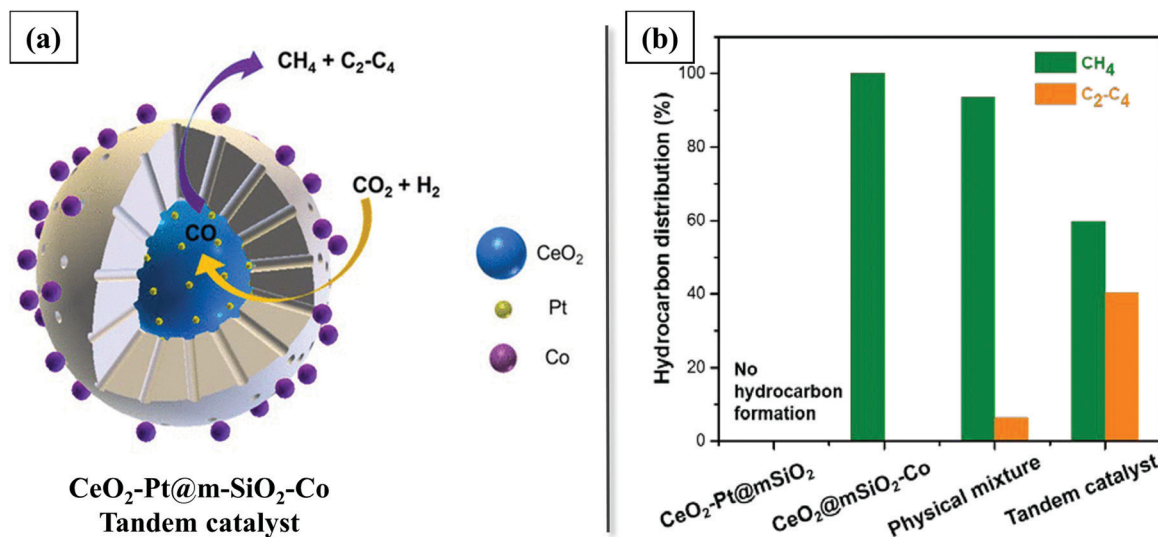 (a)
CH₄ + C₂-C₄
CO₂ + H₂
CO
CeO₂
Pt
Co
CeO₂-Pt@m-SiO₂-Co
Tandem catalyst
(b)
Hydrocarbon distribution (%)
100
80
60
40
20
0
CH₄
C₂-C₄
No
hydrocarbon
formation
CeO₂-Pt@mSiO₂
CeO₂@mSiO₂-Co
Physical mixture
Tandem catalyst